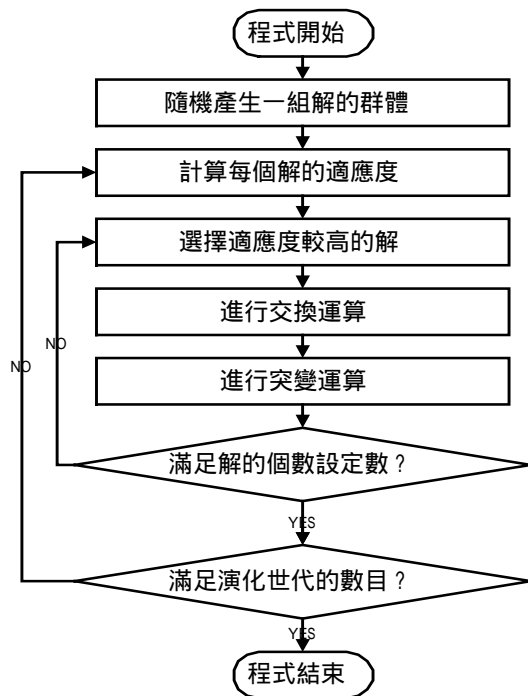 程式開始
隨機產生一組解的群體
計算每個解的適應度
選擇適應度較高的解
進行交換運算
NO
NO
進行突變運算
滿足解的個數設定數?
YES
滿足演化世代的數目?
YES
程式結束